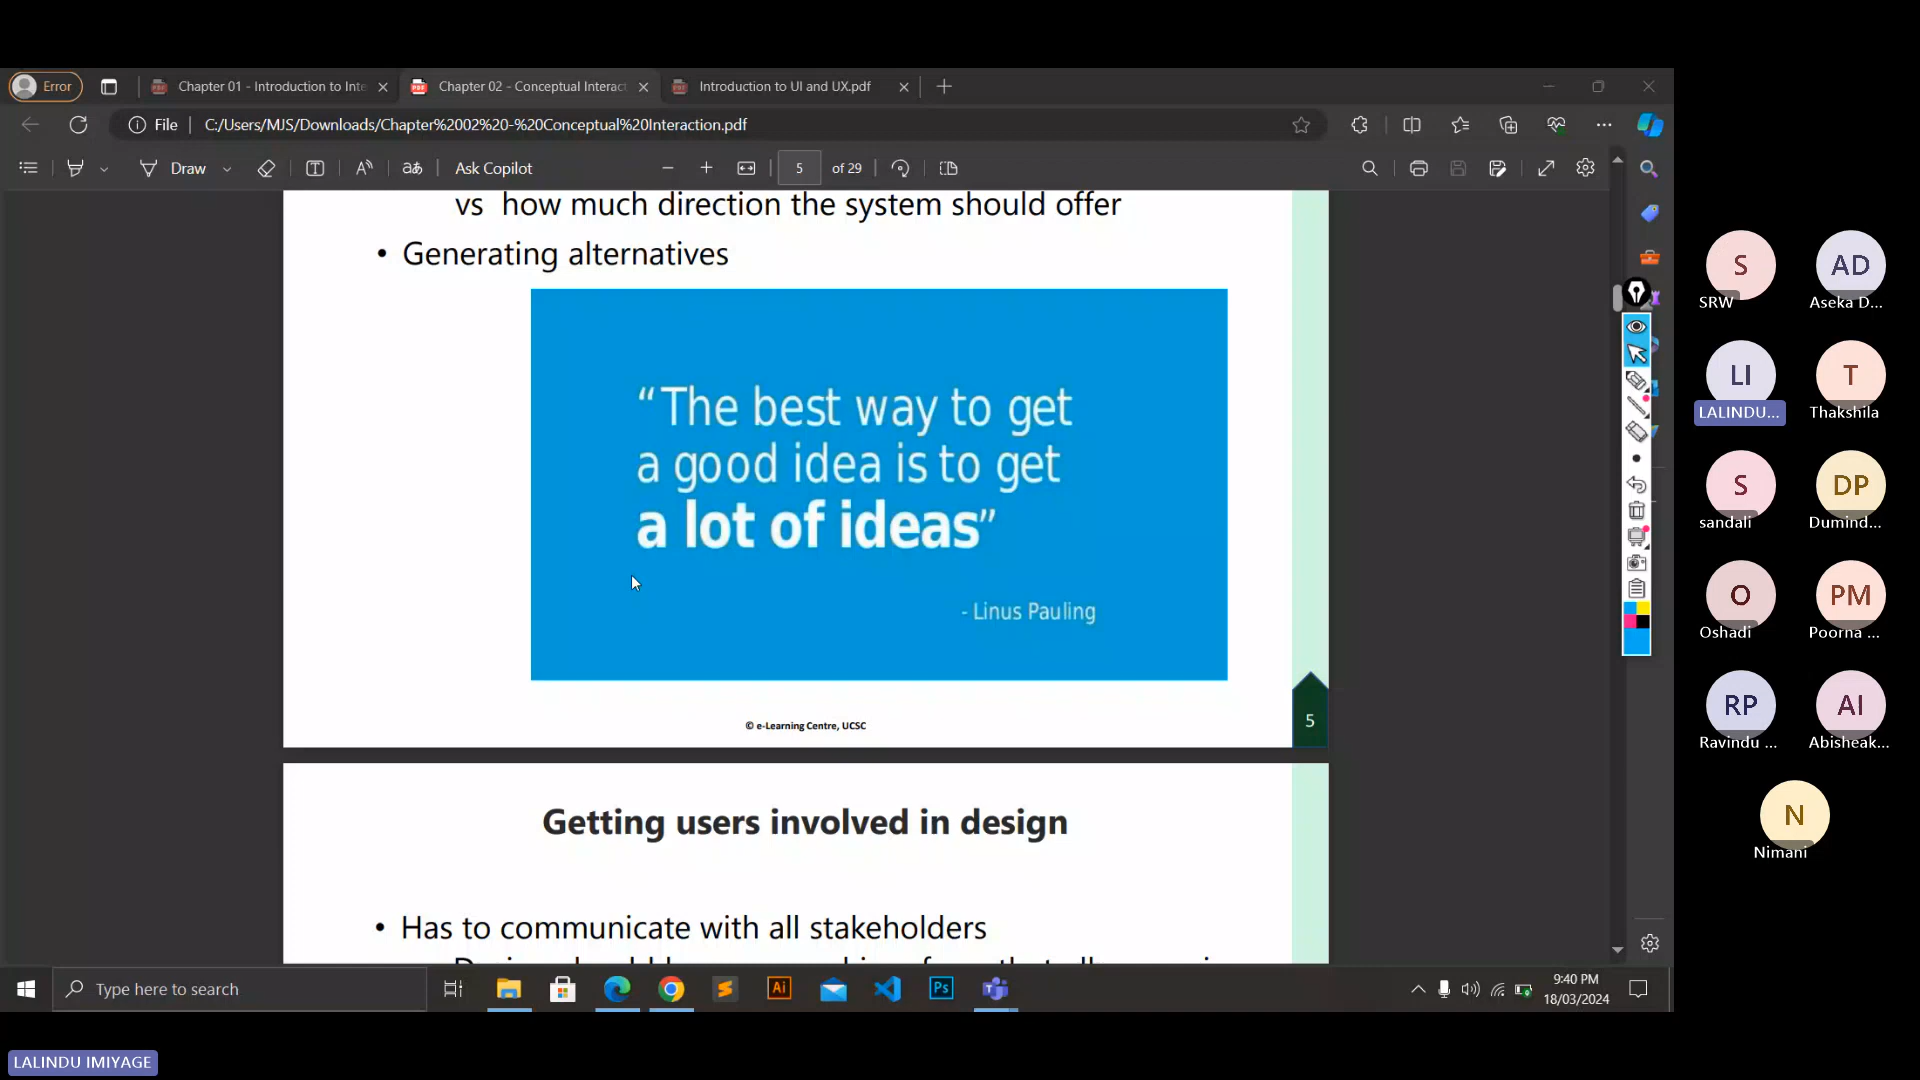 Error
Chapter 01 - Introduction to Inte
Chapter 02 - Conceptual Interact
Introduction to UI and UX.pdf
File
C:/Users/MJS/Downloads/Chapter%2002%20-%20Conceptual%20Interaction.pdf
Draw
Ask Copilot
5
of 29
vs how much direction the system should offer
• Generating alternatives
“The best way to get
a good idea is to get
a lot of ideas”
- Linus Pauling
© e-Learning Centre, UCSC
5
Getting users involved in design
• Has to communicate with all stakeholders
S
SRW
AD
Aseka D...
LI
LALINDU...
T
Thakshila
S
sandali
DP
Dumind...
O
Oshadi
PM
Poorna ...
RP
Ravindu ...
AI
Abisheak...
N
Nimani
Type here to search
Ai
Ps
9:40 PM
18/03/2024
LALINDU IMIYAGE